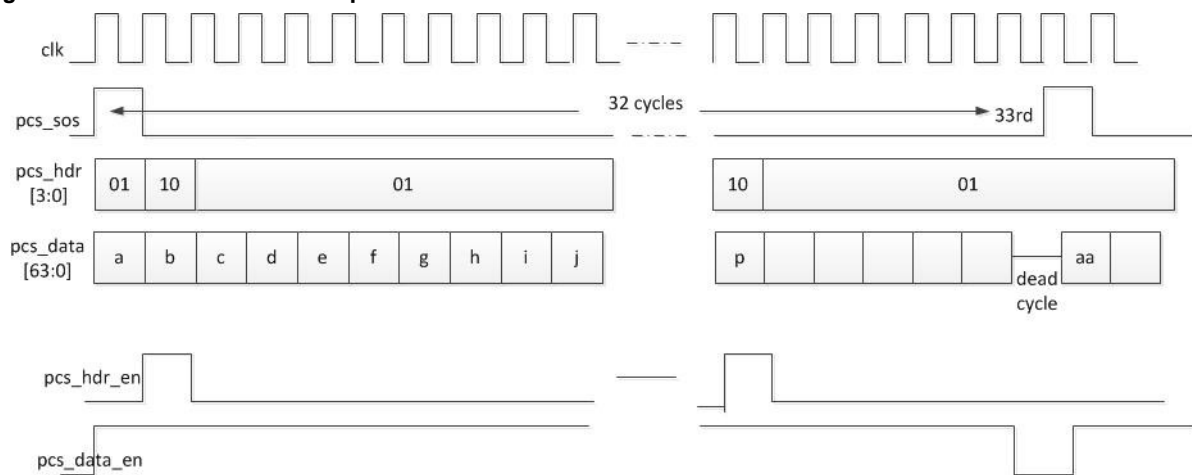 clk
32 cycles
33rd
pcs_sos
pcs_hdr
[3:0]
01 10 01 10 01
pcs_data
[63:0]
a b c d e f g h i j p aa
dead
cycle
pcs_hdr_en
pcs_data_en